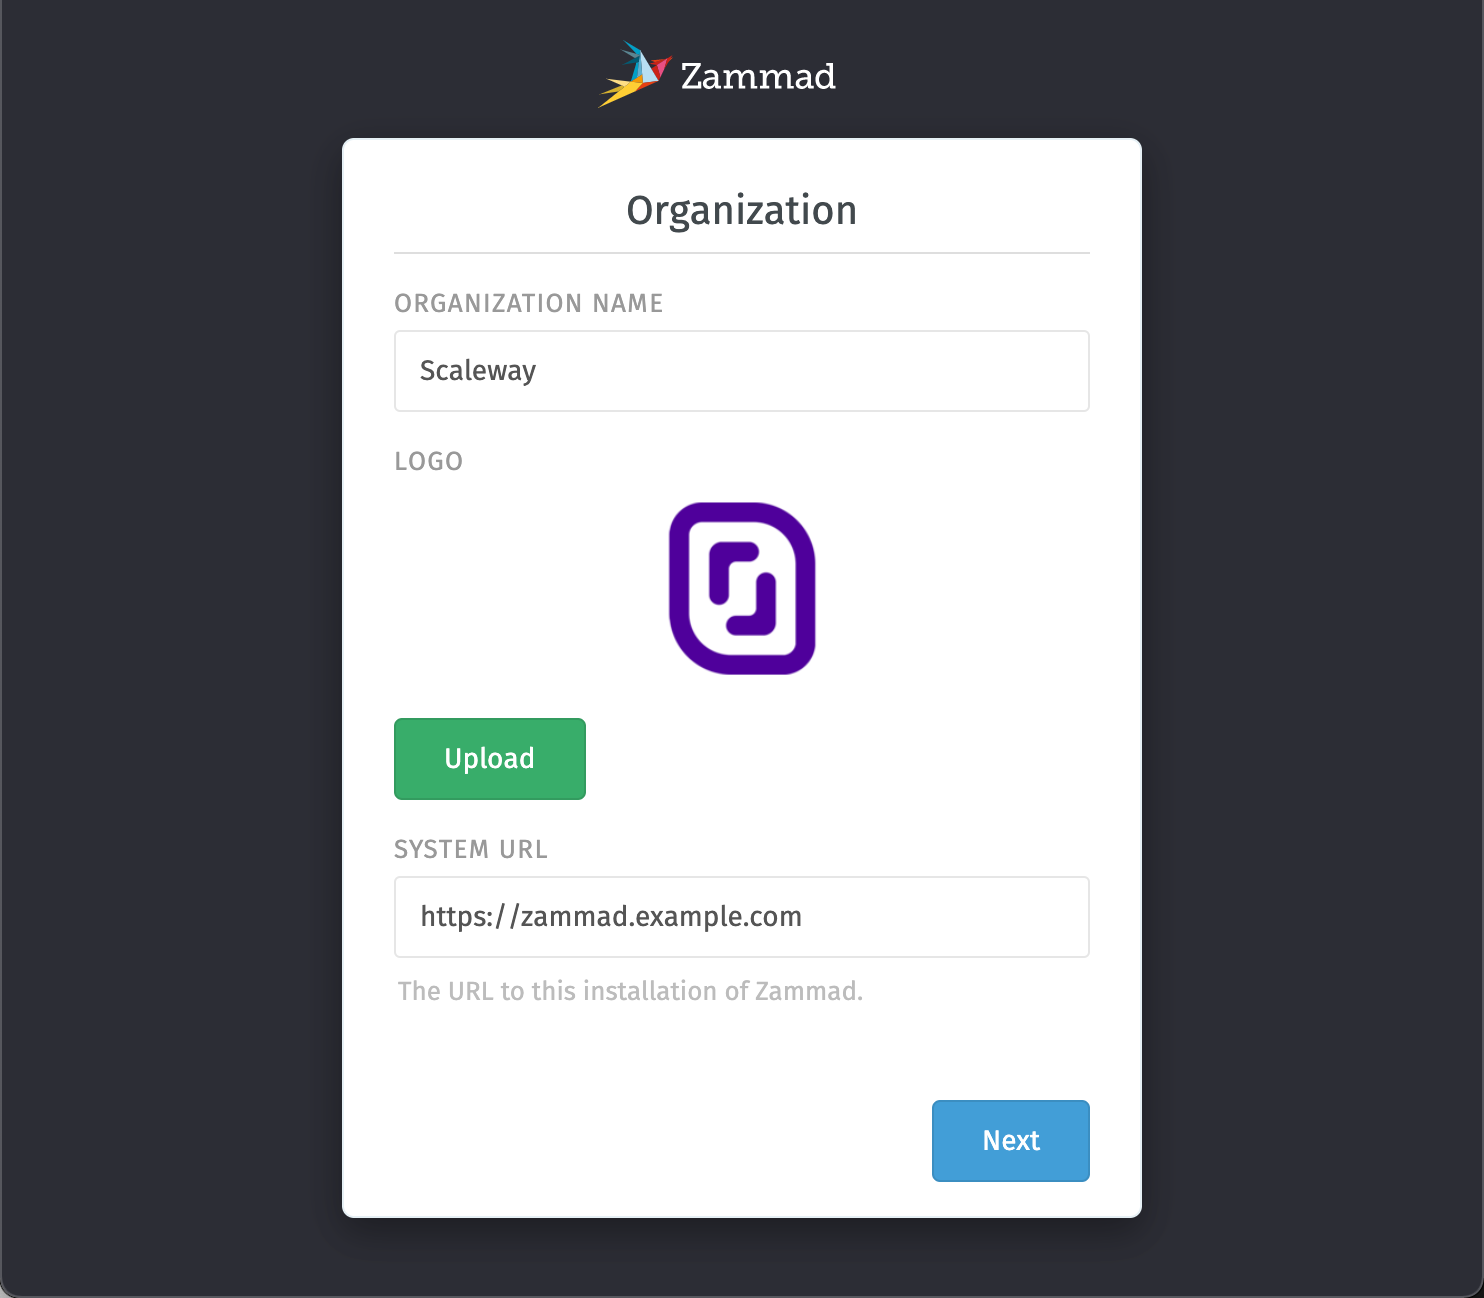 Zammad
Organization
ORGANIZATION NAME
Scaleway
LOGO
Upload
SYSTEM URL
https://zammad.example.com
The URL to this installation of Zammad.
Next